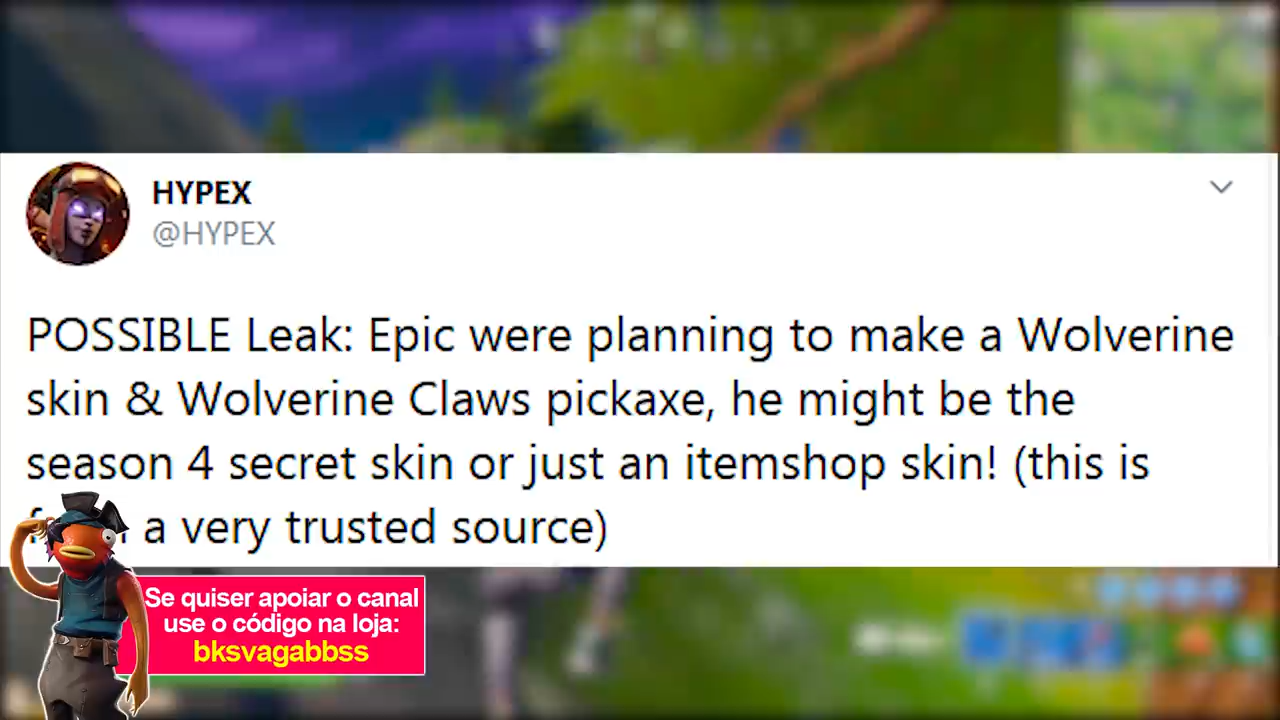 HYPEX
@HYPEX
POSSIBLE Leak: Epic were planning to make a Wolverine
skin & Wolverine Claws pickaxe, he might be the
season 4 secret skin or just an itemshop skin! (this is
a very trusted source)
Se quiser apoiar o canal
use o código na loja:
bksvagabbss